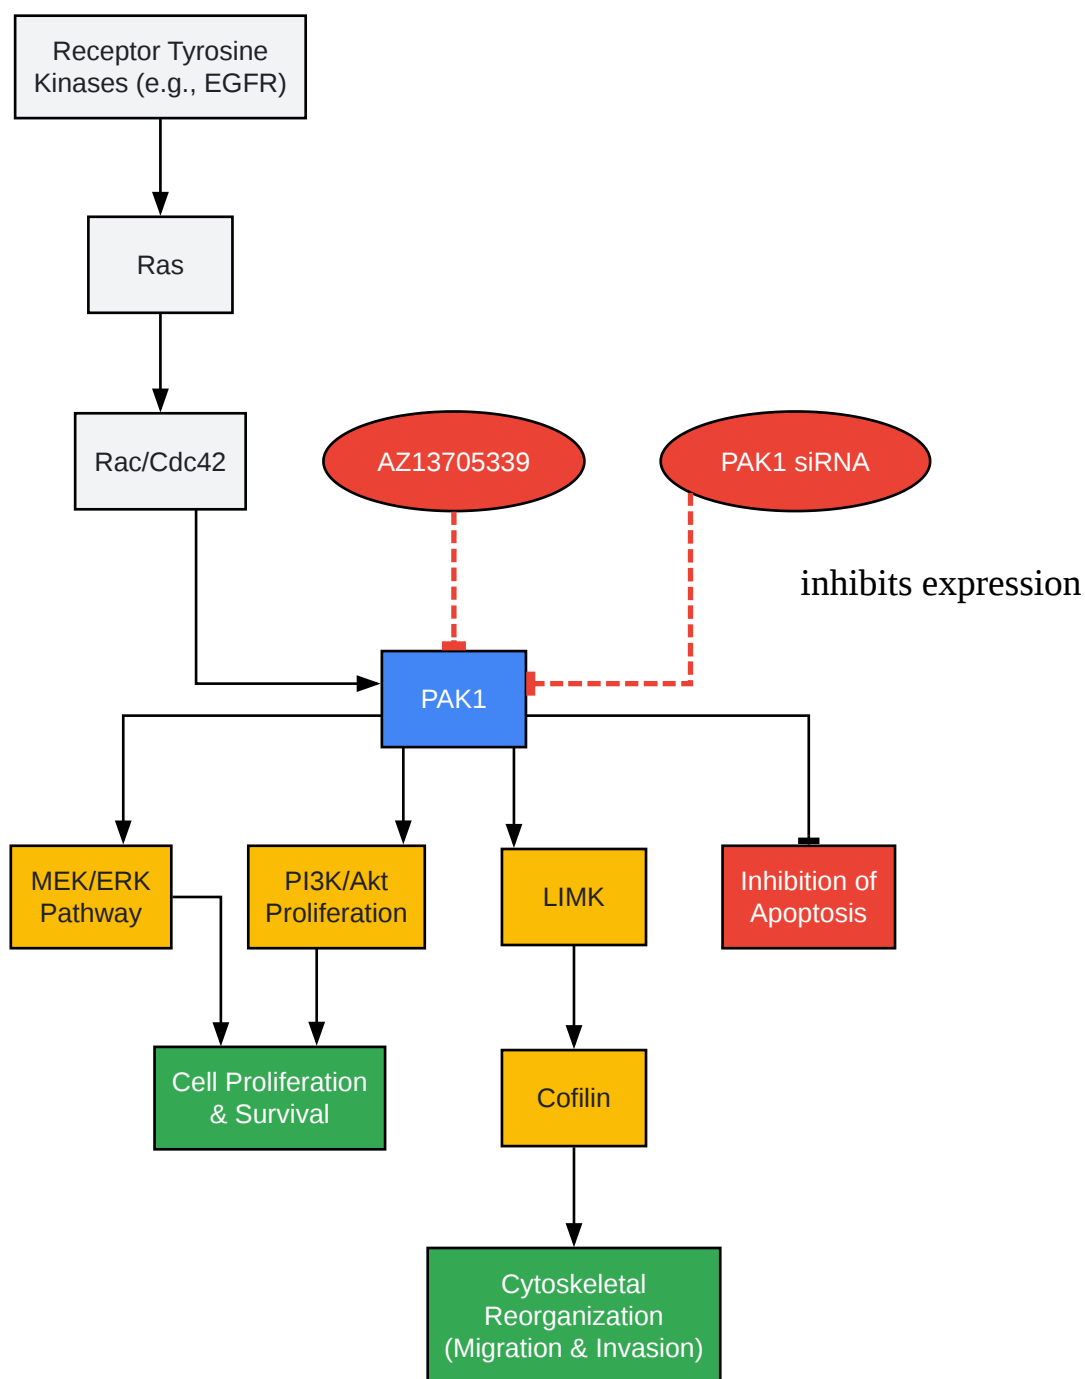 Receptor Tyrosine
Kinases (e.g., EGFR)
Ras
Rac/Cdc42
AZ13705339
PAK1 siRNA
inhibits expression
PAK1
MEK/ERK
Pathway
PI3K/Akt
Proliferation
LIMK
Inhibition of
Apoptosis
Cell Proliferation
& Survival
Cofilin
Cytoskeletal
Reorganization
(Migration & Invasion)